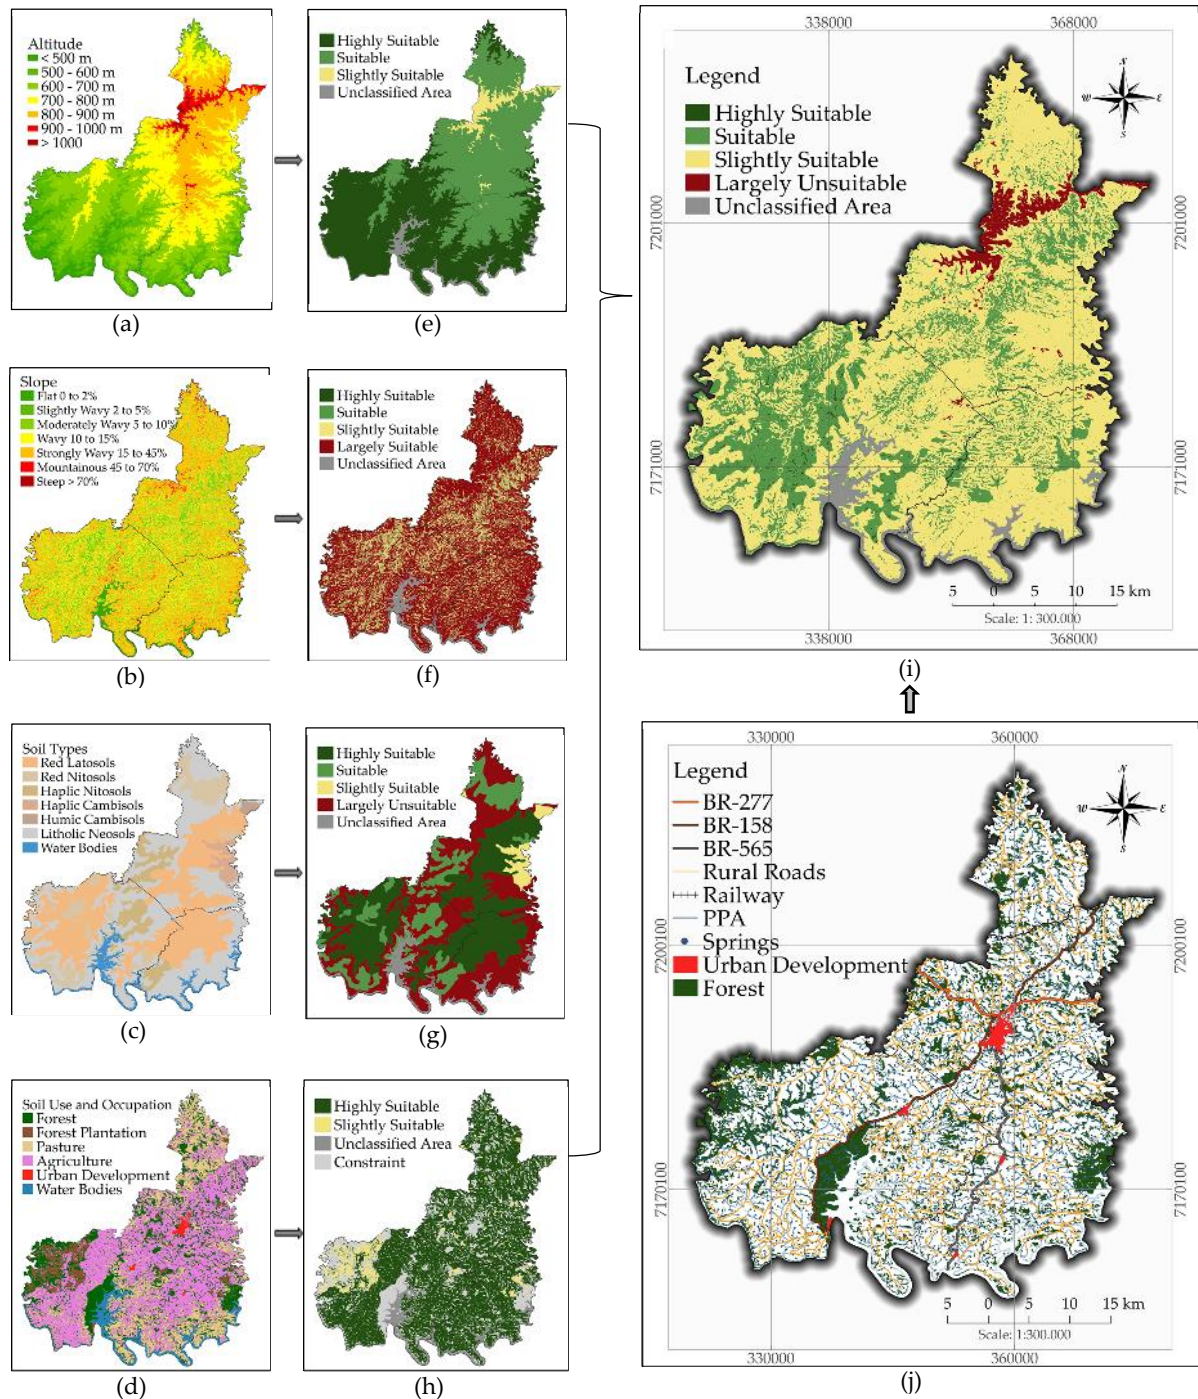 Altitude
< 500 m
500 - 600 m
600 - 700 m
700 - 800 m
800 - 900 m
900 - 1000 m
> 1000
(a)
Highly Suitable
Suitable
Slightly Suitable
Unclassified Area
(e)
Slope
Flat 0 to 2%
Slightly Wavy 2 to 5%
Moderately Wavy 5 to 10%
Wavy 10 to 15%
Strongly Wavy 15 to 45%
Mountainous 45 to 70%
Steep > 70%
(b)
Highly Suitable
Suitable
Slightly Suitable
Largely Suitable
Unclassified Area
(f)
Soil Types
Red Latosols
Red Nitosols
Haplic Nitosols
Haplic Cambisols
Humic Cambisols
Litholic Neosols
Water Bodies
(c)
Highly Suitable
Suitable
Slightly Suitable
Largely Unsuitable
Unclassified Area
(g)
Soil Use and Occupation
Forest
Forest Plantation
Pasture
Agriculture
Urban Development
Water Bodies
(d)
Highly Suitable
Slightly Suitable
Unclassified Area
Constraint
(h)
338000 368000
Legend
Highly Suitable
Suitable
Slightly Suitable
Largely Unsuitable
Unclassified Area
N
W E
S
7201000 7201000
7171000 7171000
5 0 5 10 15 km
Scale: 1: 300.000
338000 368000
(i)
330000 360000
Legend
BR-277
BR-158
BR-565
Rural Roads
Railway
PPA
Springs
Urban Development
Forest
N
W E
S
7200100 7200100
7170100 7170100
5 0 5 10 15 km
Scale: 1:300.000
330000 360000
(j)